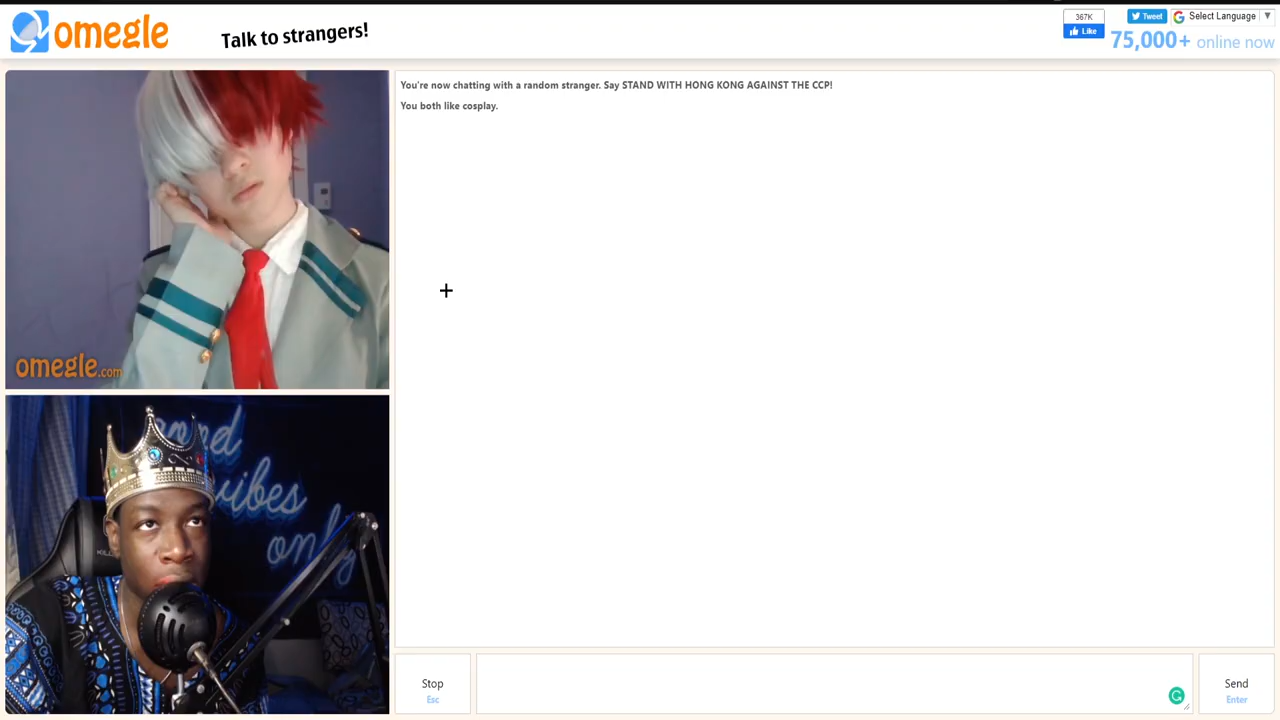 omegle
Talk to strangers!
367K
Like
Tweet
Select Language
75,000+ online now
You're now chatting with a random stranger. Say STAND WITH HONG KONG AGAINST THE CCP!
You both like cosplay.
omegle.com
vibes
only
Stop
Esc
Send
Enter